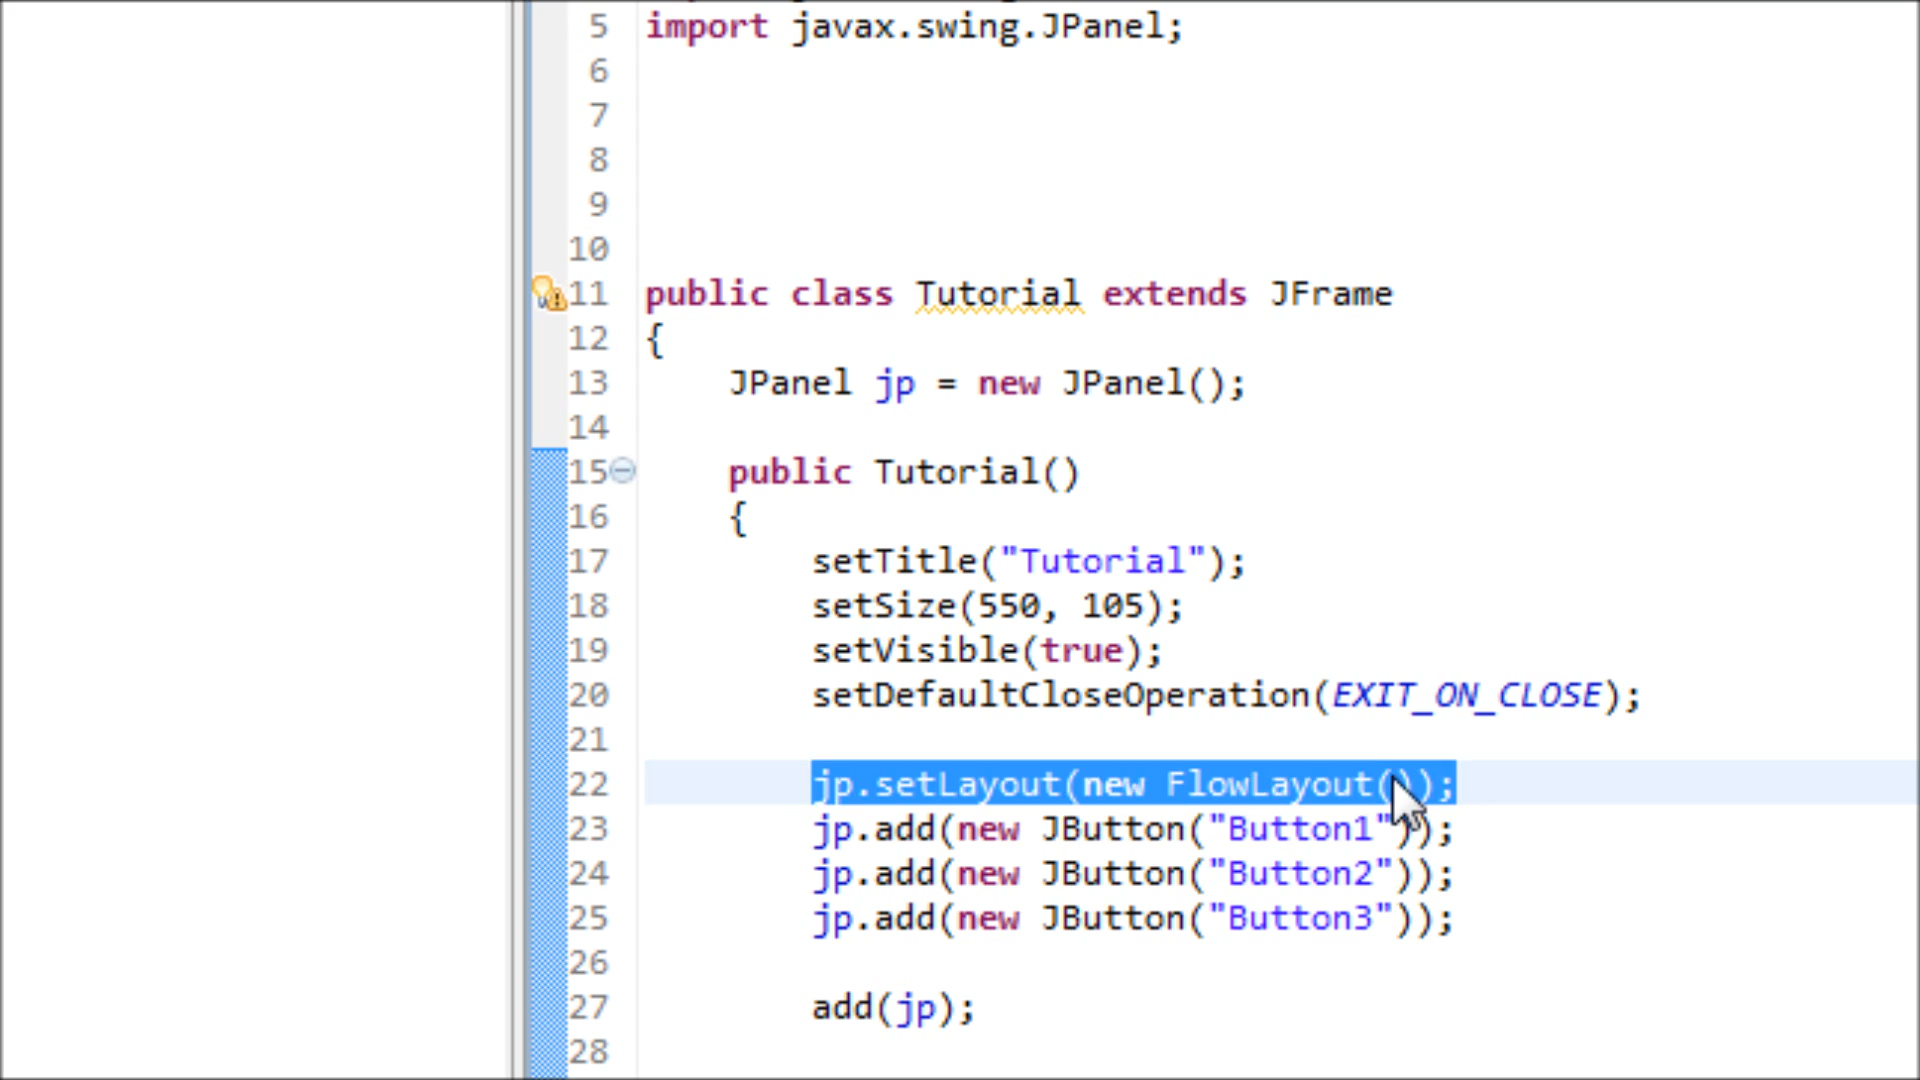 5 import javax.swing.JPanel;
6
7
8
9
10
11 public class Tutorial extends JFrame
12 {
13 JPanel jp = new JPanel();
14
15 public Tutorial()
16 {
17 setTitle("Tutorial");
18 setSize(550, 105);
19 setVisible(true);
20 setDefaultCloseOperation(EXIT_ON_CLOSE);
21
22 jp.setLayout(new FlowLayout());
23 jp.add(new JButton("Button1"));
24 jp.add(new JButton("Button2"));
25 jp.add(new JButton("Button3"));
26
27 add(jp);
28